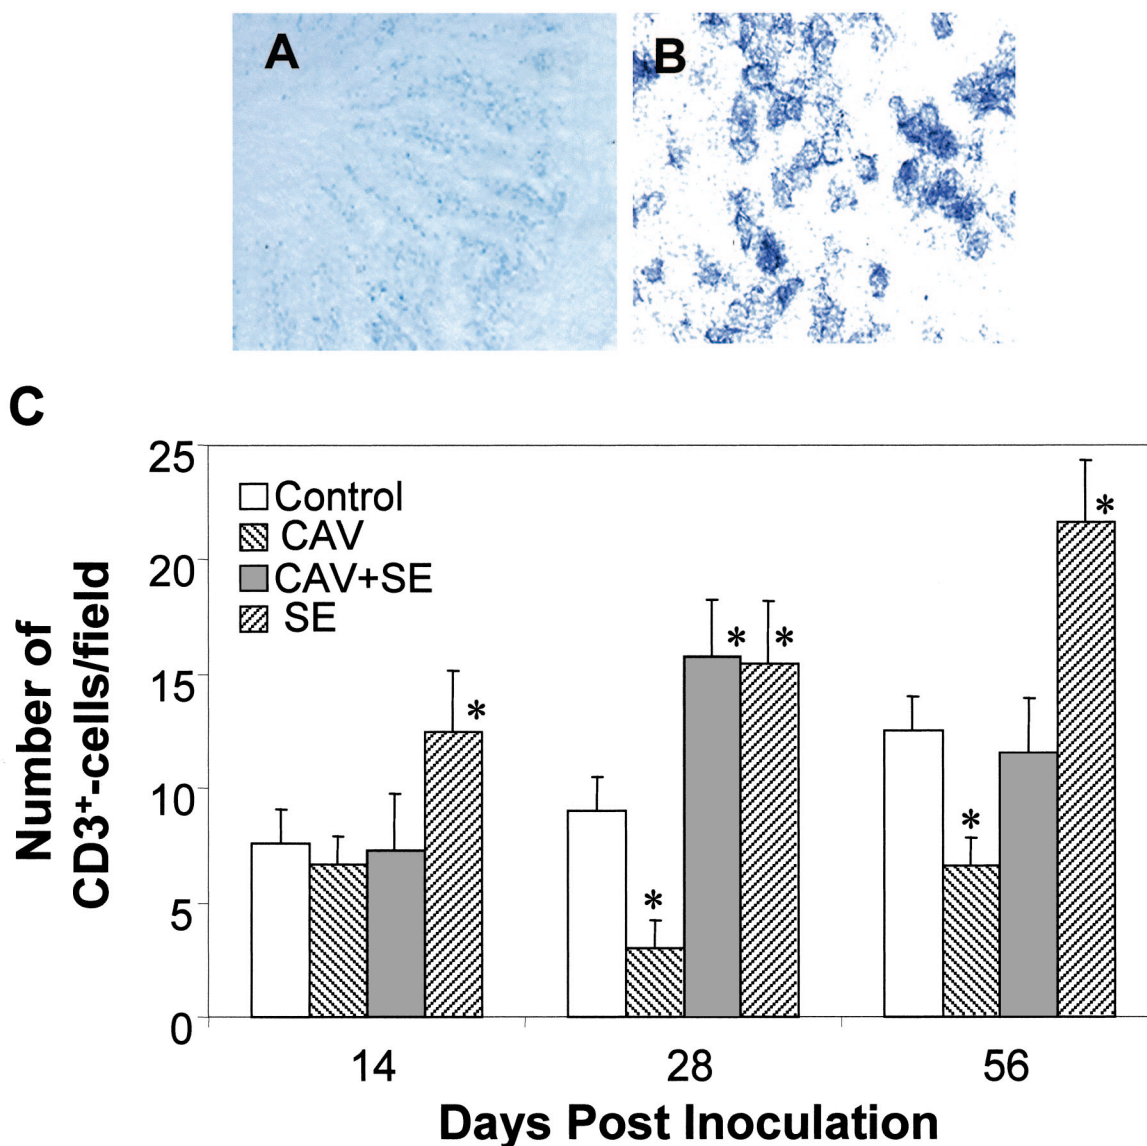 A
B
C
25
20
15
10
5
0
Number of
CD3⁺-cells/field
Control
CAV
CAV+SE
SE
*
* * *
* *
14 28 56
Days Post Inoculation